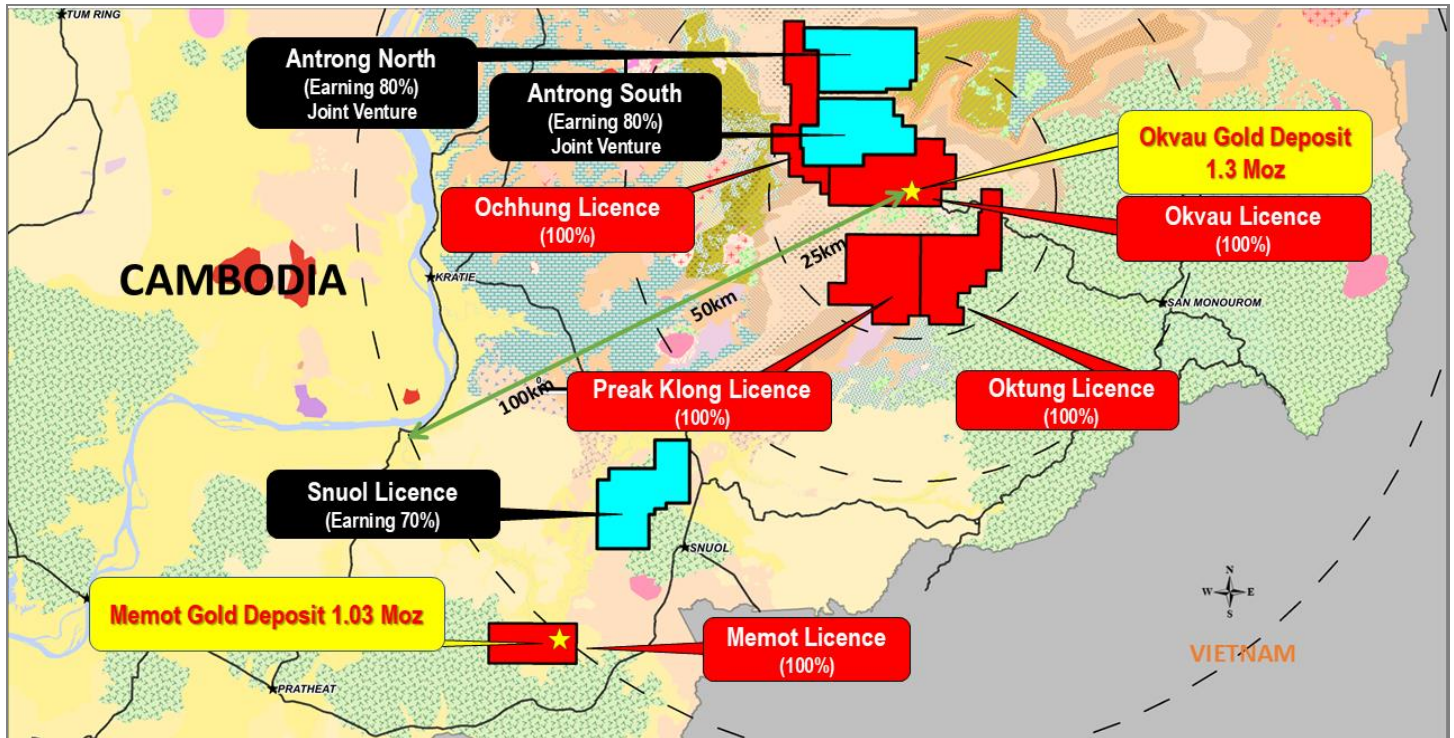 TUM RING
Antrong North
(Earning 80%)
Joint Venture
Antrong South
(Earning 80%)
Joint Venture
Okvau Gold Deposit
1.3 Moz
Ochhung Licence
(100%)
Okvau Licence
(100%)
CAMBODIA
KRATIE
25km
50km
100km
SAN MONOUROM
Preak Klong Licence
(100%)
Oktung Licence
(100%)
Snuol Licence
(Earning 70%)
SNUOL
Memot Gold Deposit 1.03 Moz
Memot Licence
(100%)
N
W E
S
VIETNAM
PRATHEAT